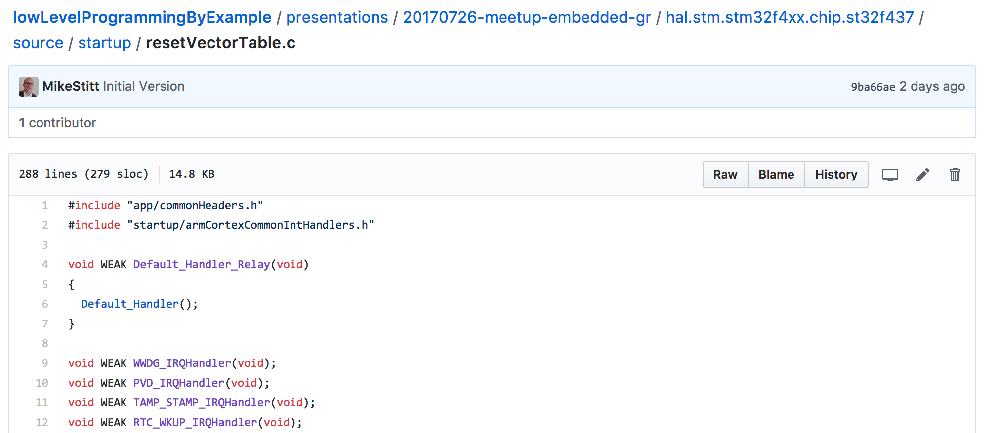 lowLevelProgrammingByExample / presentations / 20170726-meetup-embedded-gr / hal.stm.stm32f4xx.chip.st32f437 /
source / startup / resetVectorTable.c
MikeStitt Initial Version 9ba66ae 2 days ago
1 contributor
288 lines (279 sloc) 14.8 KB Raw Blame History
1 #include "app/commonHeaders.h"
2 #include "startup/armCortexCommonIntHandlers.h"
3
4 void WEAK Default_Handler_Relay(void)
5 {
6   Default_Handler();
7 }
8
9 void WEAK WWDG_IRQHandler(void);
10 void WEAK PVD_IRQHandler(void);
11 void WEAK TAMP_STAMP_IRQHandler(void);
12 void WEAK RTC_WKUP_IRQHandler(void);